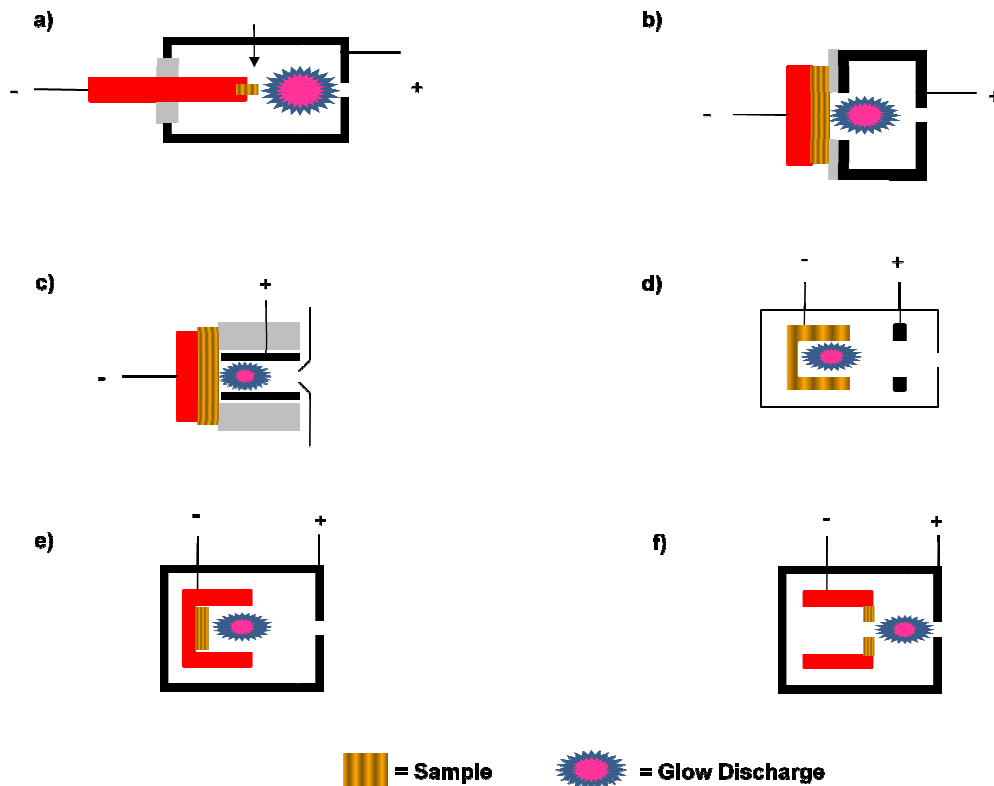 a)
b)
-
+
-
+
c)
+
-
d)
-
+
e)
-
+
f)
-
+
= Sample
= Glow Discharge